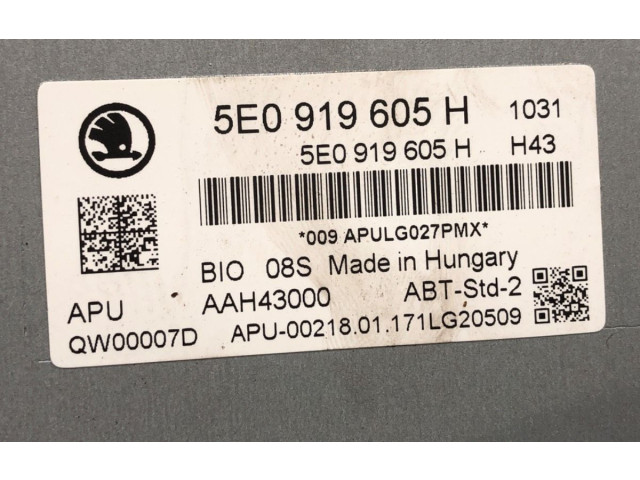 5E0 919 605 H 1031
5E0 919 605 H H43
*009 APULG027PMX*
BIO 08S Made in Hungary
APU AAH43000 ABT-Std-2
QW00007D APU-00218.01.171LG20509